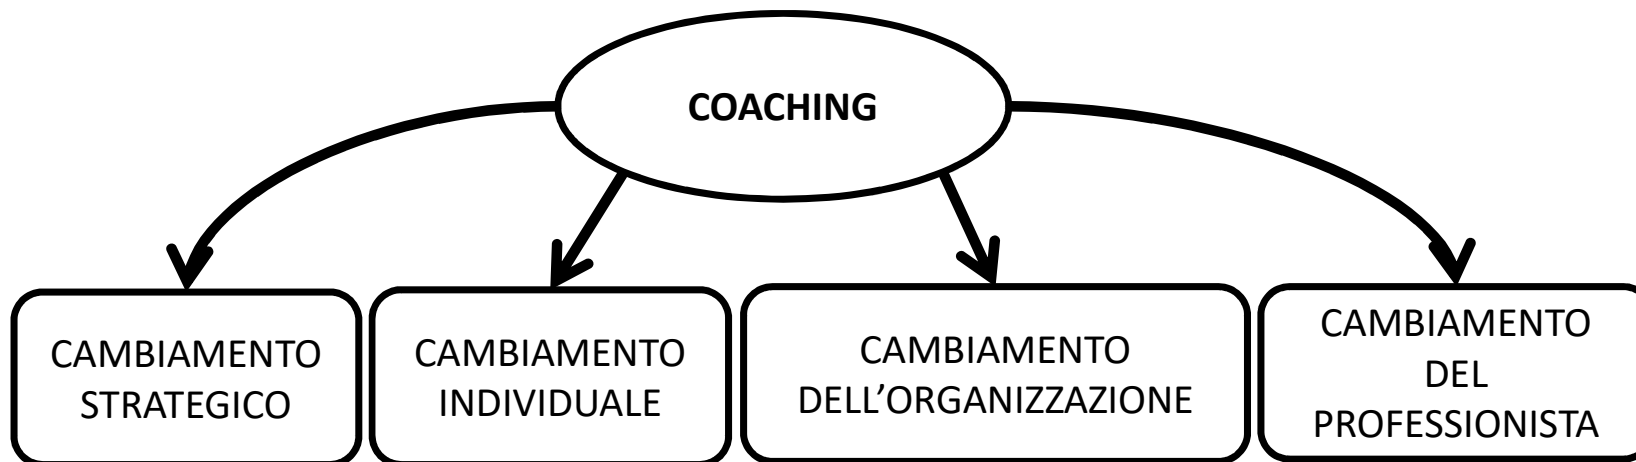 COACHING
CAMBIAMENTO
STRATEGICO
CAMBIAMENTO
INDIVIDUALE
CAMBIAMENTO
DELL’ORGANIZZAZIONE
CAMBIAMENTO
DEL
PROFESSIONISTA